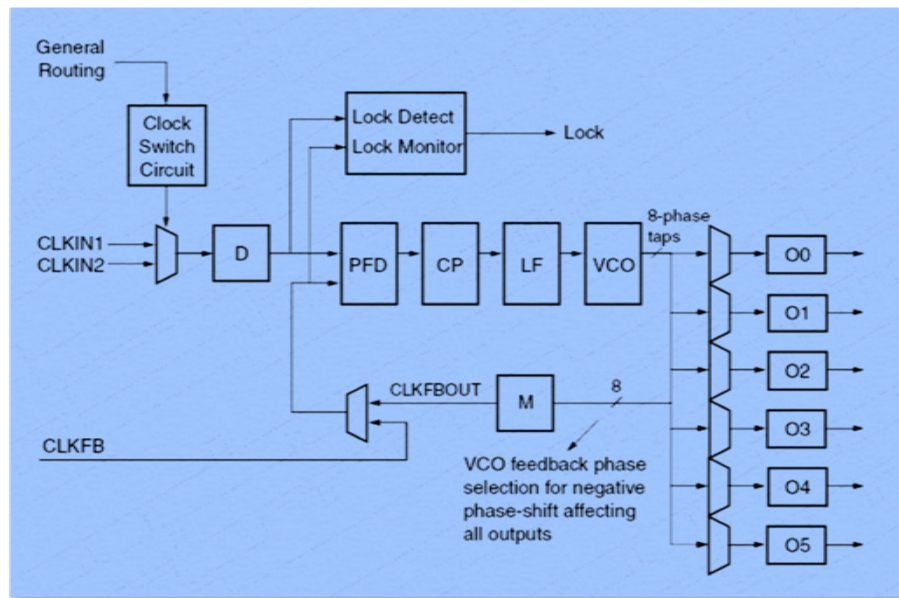 General
Routing
Clock
Switch
Circuit
Lock Detect
Lock Monitor
Lock
CLKIN1
CLKIN2
D
PFD
CP
LF
VCO
8-phase
taps
O0
O1
O2
O3
O4
O5
CLKFBOUT
M
8
CLKFB
VCO feedback phase
selection for negative
phase-shift affecting
all outputs